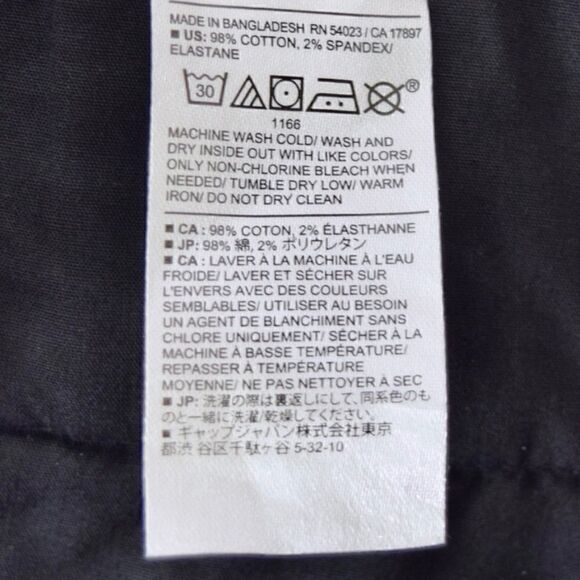 MADE IN BANGLADESH RN 54023 / CA 17897
■ US: 98% COTTON, 2% SPANDEX/
ELASTANE
30
®
1166
MACHINE WASH COLD/ WASH AND
DRY INSIDE OUT WITH LIKE COLORS/
ONLY NON-CHLORINE BLEACH WHEN
NEEDED/ TUMBLE DRY LOW/ WARM
IRON/ DO NOT DRY CLEAN
■ CA : 98% COTON, 2% ÉLASTHANNE
■ JP: 98% 綿, 2% ポリウレタン
■ CA : LAVER À LA MACHINE À L'EAU
FROIDE/ LAVER ET SÉCHER SUR
L'ENVERS AVEC DES COULEURS
SEMBLABLES/ UTILISER AU BESOIN
UN AGENT DE BLANCHIMENT SANS
CHLORE UNIQUEMENT/ SÉCHER À LA
MACHINE À BASSE TEMPÉRATURE/
REPASSER À TEMPÉRATURE
MOYENNE/ NE PAS NETTOYER À SEC
■ JP: 洗濯の際は裏返しにして、同系色のも
のと一緒に洗濯/乾燥してください。
■ ギャップジャパン株式会社東京
都渋 谷区千駄ヶ谷 5-32-10